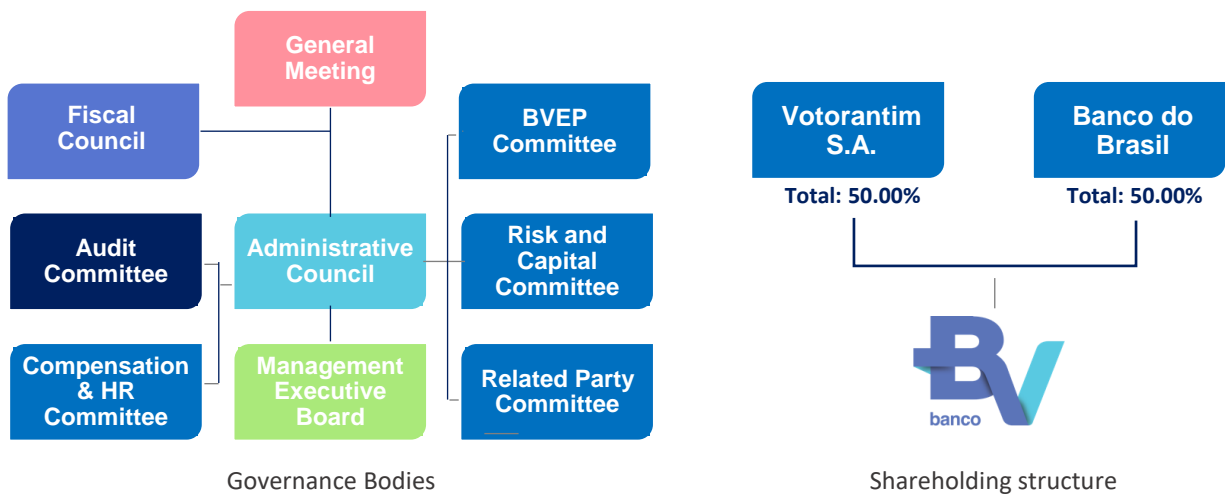 General
Meeting
Fiscal
Council
BVEP
Committee
Audit
Committee
Administrative
Council
Risk and
Capital
Committee
Compensation
& HR
Committee
Management
Executive
Board
Related Party
Committee
Governance Bodies
Votorantim
S.A.
Banco do
Brasil
Total: 50.00%
Total: 50.00%
BV
banco
Shareholding structure